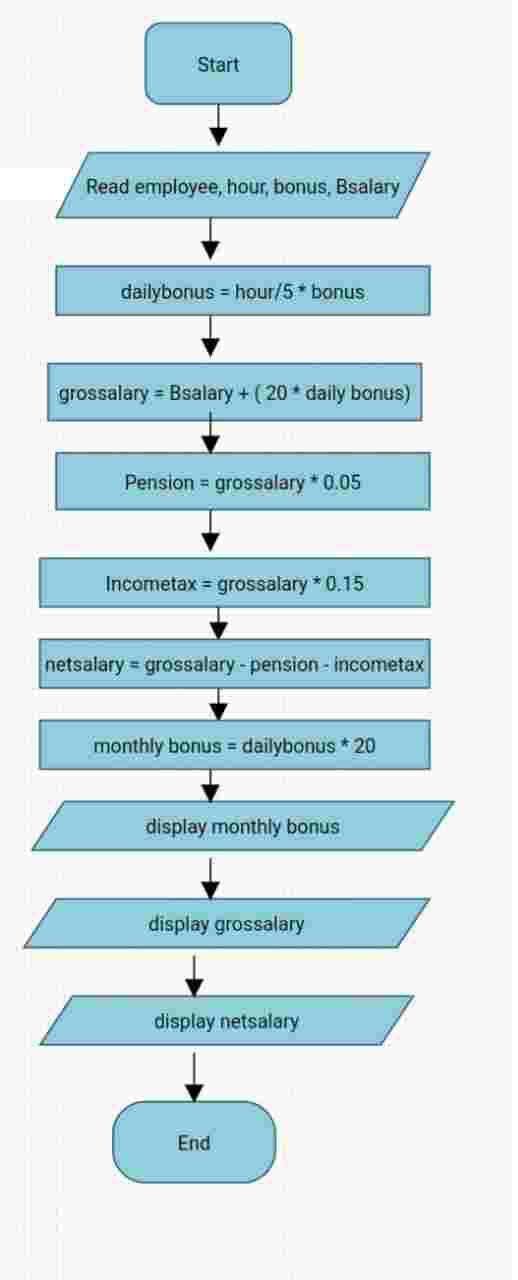 Start
Read employee, hour, bonus, Bsalary
dailybonus = hour/5 * bonus
grossalary = Bsalary + ( 20 * daily bonus)
Pension = grossalary * 0.05
Incometax = grossalary * 0.15
netsalary = grossalary - pension - incometax
monthly bonus = dailybonus * 20
display monthly bonus
display grossalary
display netsalary
End